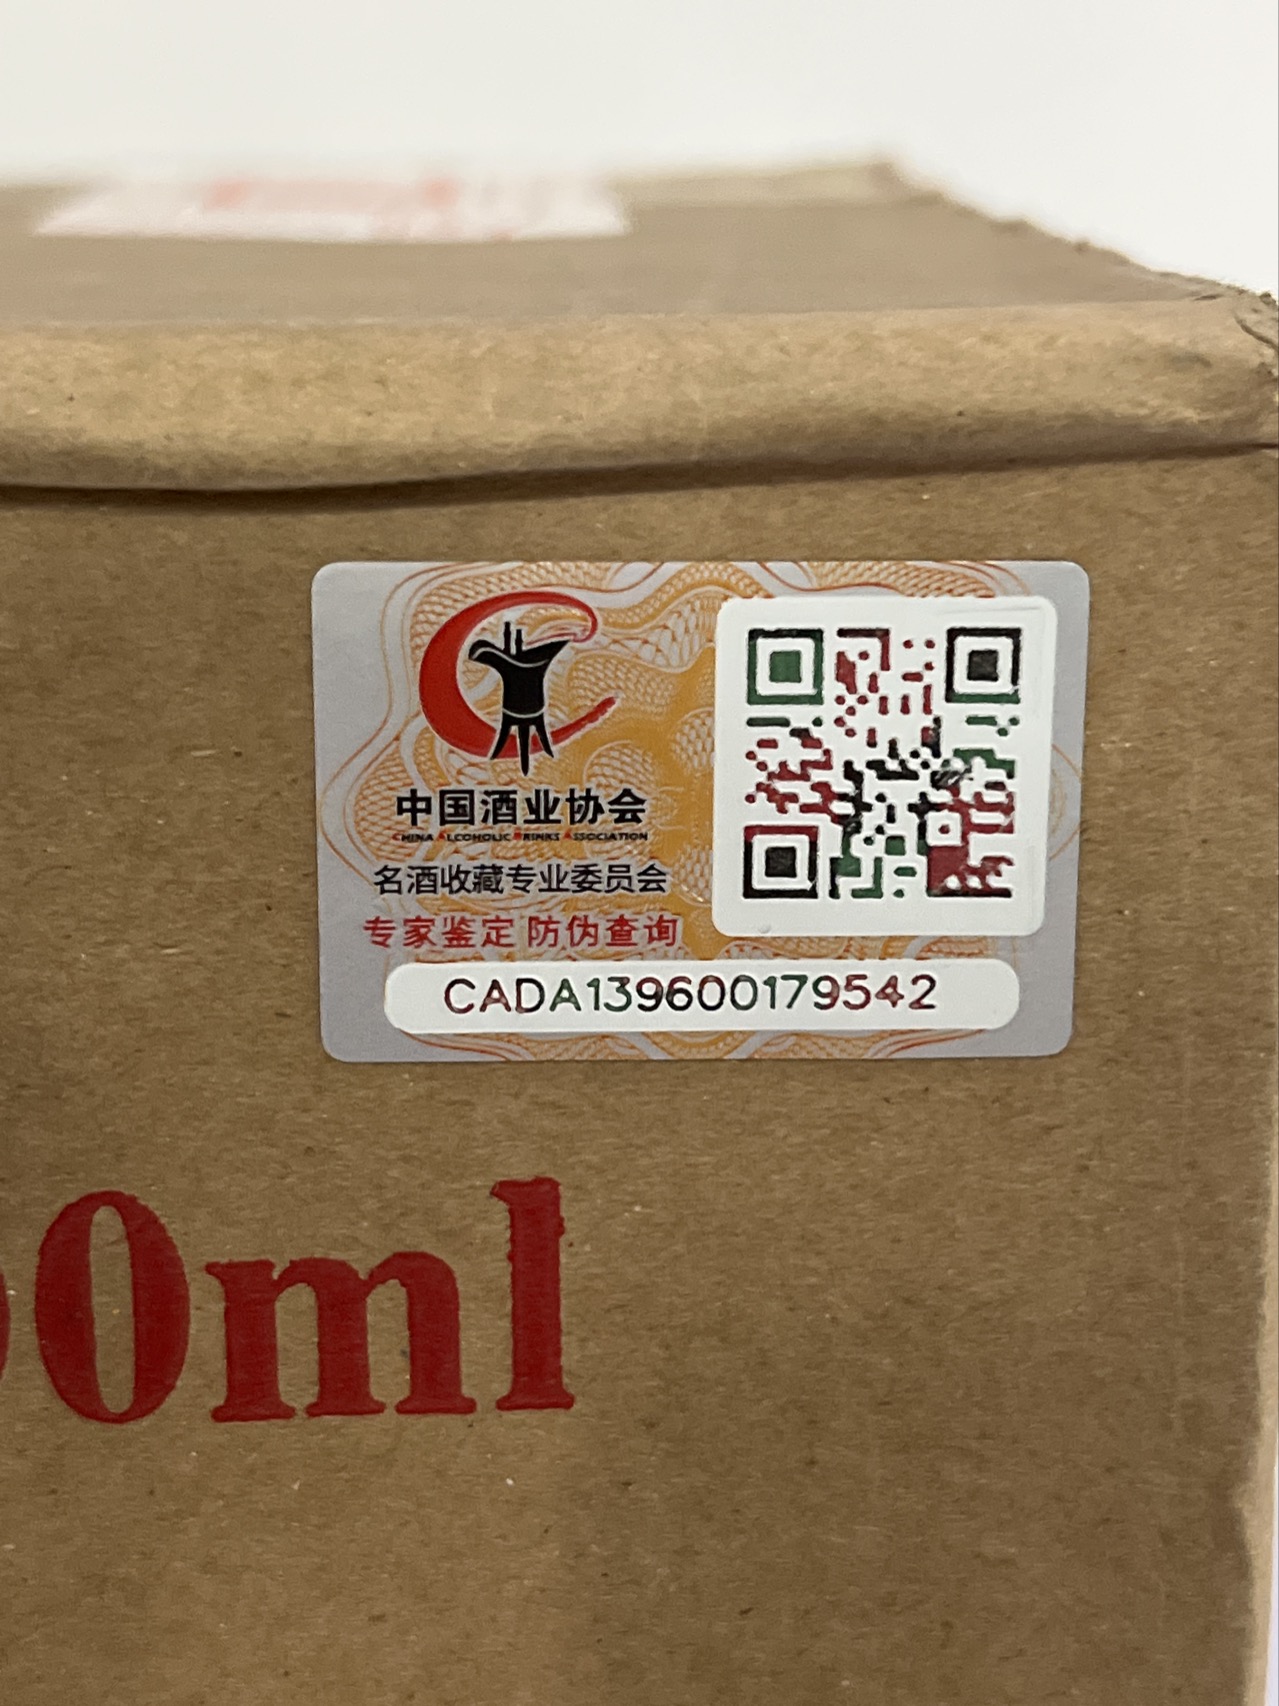 中国酒业协会
CHINA ALCOHOLIC DRINKS ASSOCIATION
名酒收藏专业委员会
专家鉴定 防伪查询
CADA139600179542
0ml